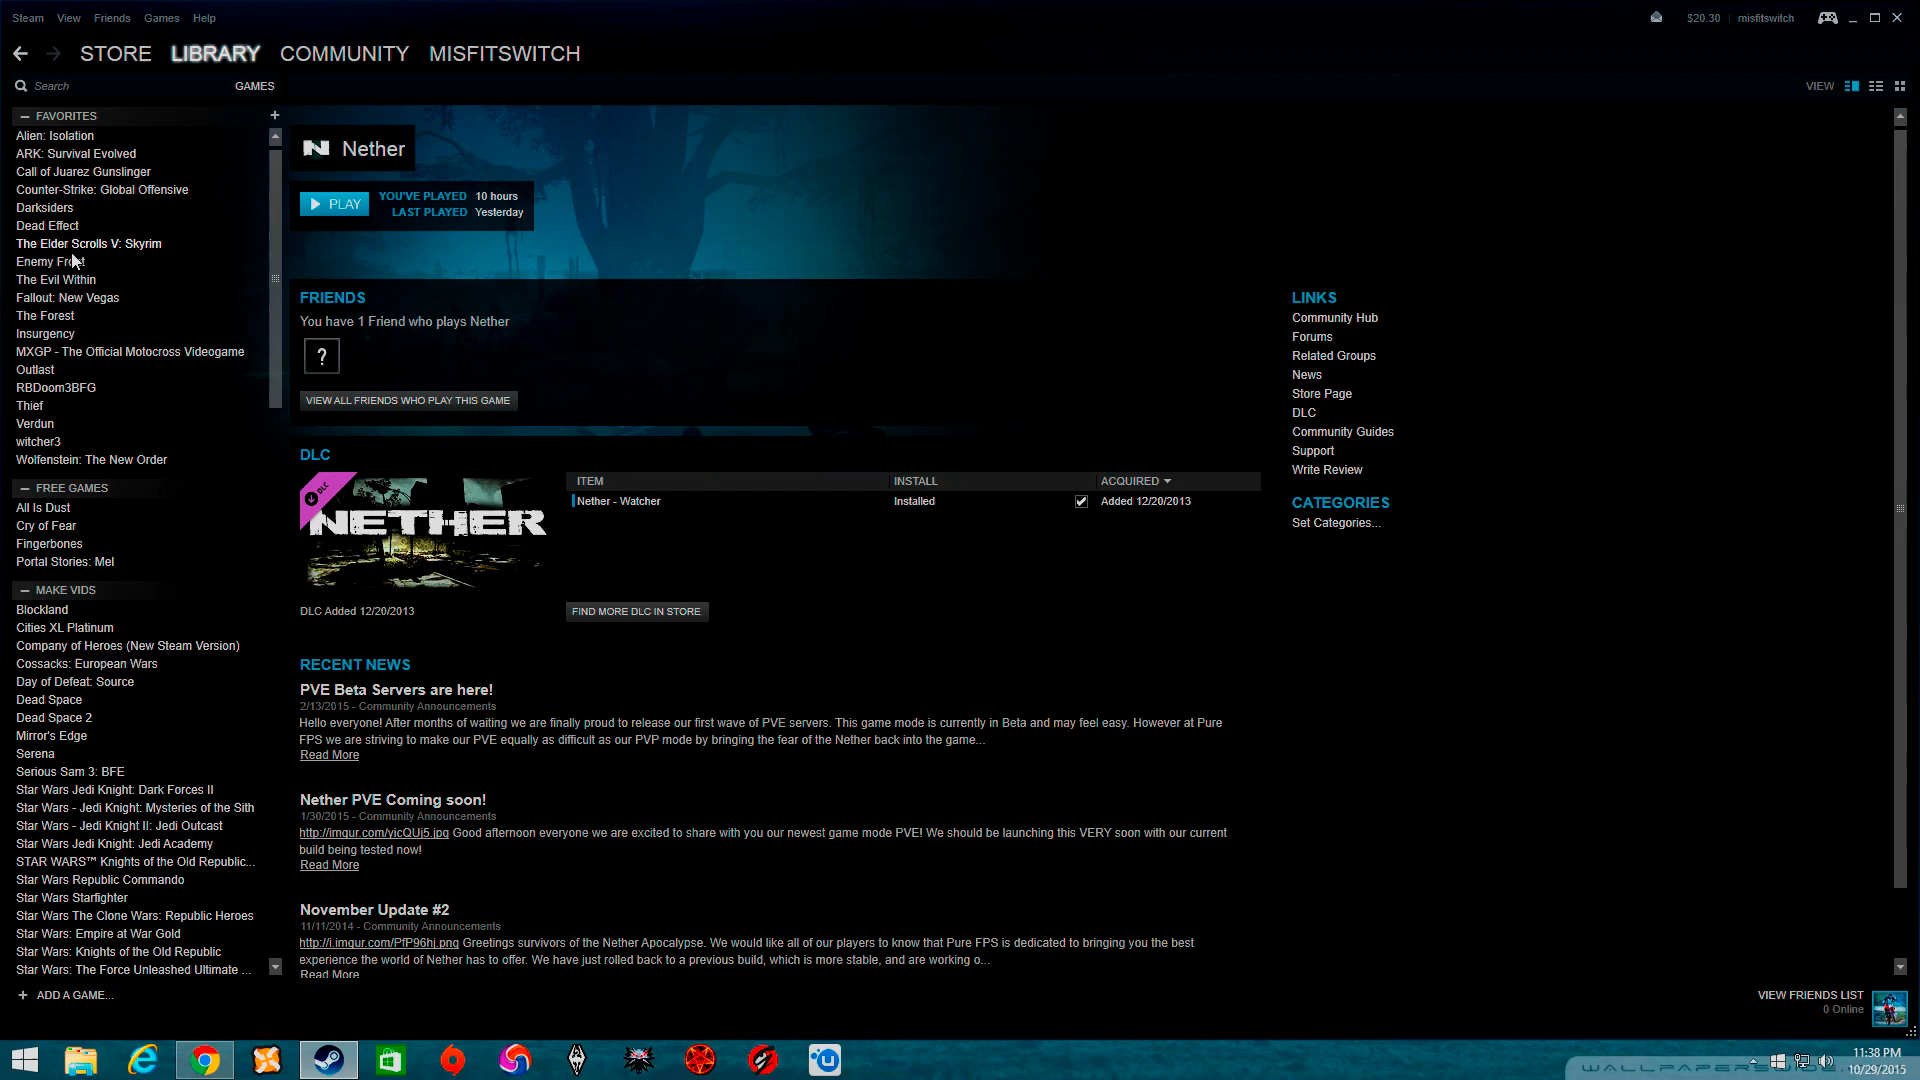 Steam View Friends Games Help
$20.30 misfitswitch
STORE LIBRARY COMMUNITY MISFITSWITCH
Search GAMES
VIEW
FAVORITES
Alien: Isolation
ARK: Survival Evolved
Call of Juarez Gunslinger
Counter-Strike: Global Offensive
Darksiders
Dead Effect
The Elder Scrolls V: Skyrim
Enemy Front
The Evil Within
Fallout: New Vegas
The Forest
Insurgency
MXGP - The Official Motocross Videogame
Outlast
RBDoom3BFG
Thief
Verdun
witcher3
Wolfenstein: The New Order
FREE GAMES
All Is Dust
Cry of Fear
Fingerbones
Portal Stories: Mel
MAKE VIDS
Blockland
Cities XL Platinum
Company of Heroes (New Steam Version)
Cossacks: European Wars
Day of Defeat: Source
Dead Space
Dead Space 2
Mirror's Edge
Serena
Serious Sam 3: BFE
Star Wars Jedi Knight: Dark Forces II
Star Wars - Jedi Knight: Mysteries of the Sith
Star Wars - Jedi Knight II: Jedi Outcast
Star Wars Jedi Knight: Jedi Academy
STAR WARS™ Knights of the Old Republic...
Star Wars Republic Commando
Star Wars Starfighter
Star Wars The Clone Wars: Republic Heroes
Star Wars: Empire at War Gold
Star Wars: Knights of the Old Republic
Star Wars: The Force Unleashed Ultimate ...
ADD A GAME...
Nether
PLAY
YOU'VE PLAYED 10 hours
LAST PLAYED Yesterday
FRIENDS
You have 1 Friend who plays Nether
?
VIEW ALL FRIENDS WHO PLAY THIS GAME
DLC
DLC
NETHER
DLC Added 12/20/2013
ITEM INSTALL ACQUIRED
Nether - Watcher Installed Added 12/20/2013
FIND MORE DLC IN STORE
RECENT NEWS
PVE Beta Servers are here!
2/13/2015 - Community Announcements
Hello everyone! After months of waiting we are finally proud to release our first wave of PVE servers. This game mode is currently in Beta and may feel easy. However at Pure
FPS we are striving to make our PVE equally as difficult as our PVP mode by bringing the fear of the Nether back into the game...
Read More
Nether PVE Coming soon!
1/30/2015 - Community Announcements
http://imgur.com/yicQUj5.jpg Good afternoon everyone we are excited to share with you our newest game mode PVE! We should be launching this VERY soon with our current
build being tested now!
Read More
November Update #2
11/11/2014 - Community Announcements
http://i.imgur.com/PfP96hj.png Greetings survivors of the Nether Apocalypse. We would like all of our players to know that Pure FPS is dedicated to bringing you the best
experience the world of Nether has to offer. We have just rolled back to a previous build, which is more stable, and are working o...
Read More
LINKS
Community Hub
Forums
Related Groups
News
Store Page
DLC
Community Guides
Support
Write Review
CATEGORIES
Set Categories...
VIEW FRIENDS LIST
0 Online
11:38 PM
10/29/2015